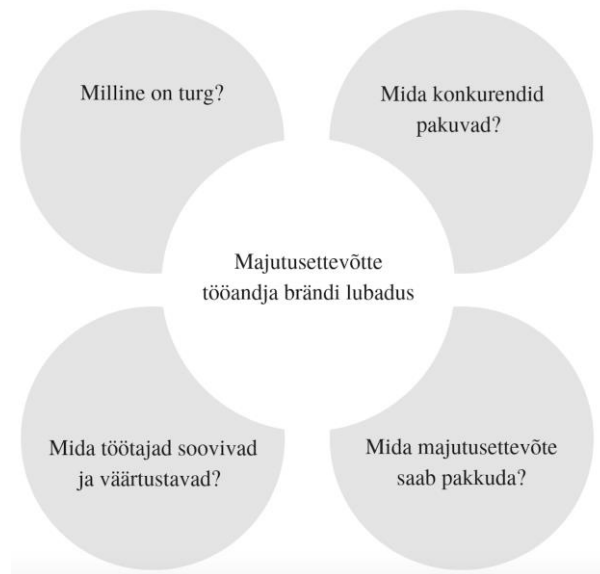 Milline on turg?
Mida konkurendid
pakuvad?
Majutusettevõtte
tööandja brändi lubadus
Mida töötajad soovivad
ja väärtustavad?
Mida majutusettevõte
saab pakkuda?